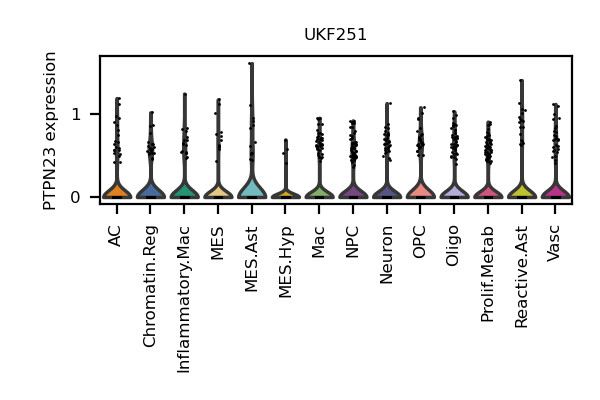 UKF251
PTPN23 expression
1
0
AC
Chromatin.Reg
Inflammatory.Mac
MES
MES.Ast
MES.Hyp
Mac
NPC
Neuron
OPC
Oligo
Prolif.Metab
Reactive.Ast
Vasc